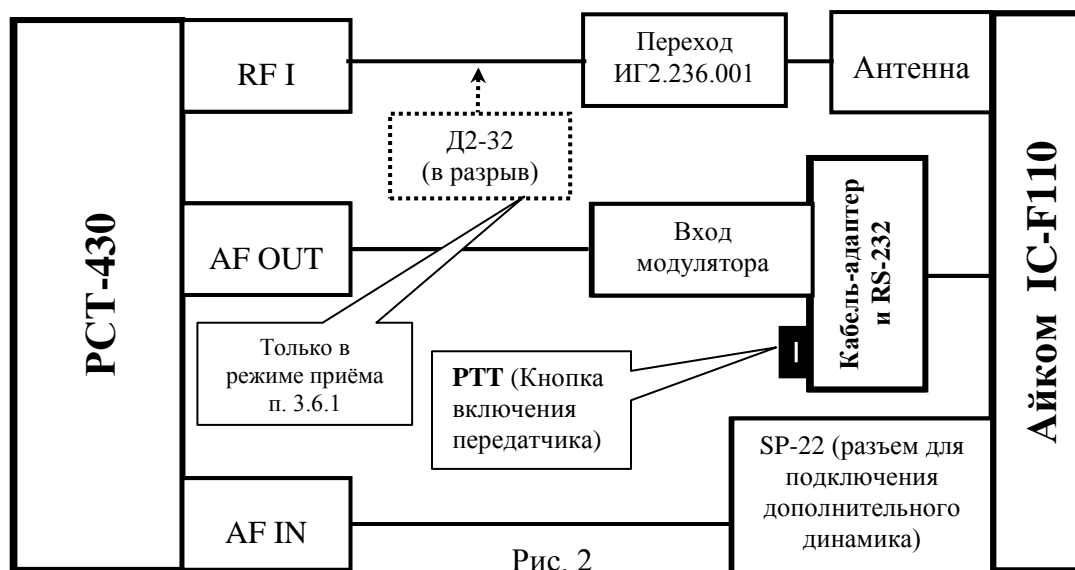 РСТ-430
RF I
Переход
ИГ2.236.001
Антенна
Д2-32
(в разрыв)
AF OUT
Вход
модулятора
Кабель-адаптер
и RS-232
Айком IC-F110
Только в
режиме приёма
п. 3.6.1
РТТ (Кнопка
включения
передатчика)
I
SP-22 (разъем для
подключения
дополнительного
динамика)
AF IN
Рис. 2